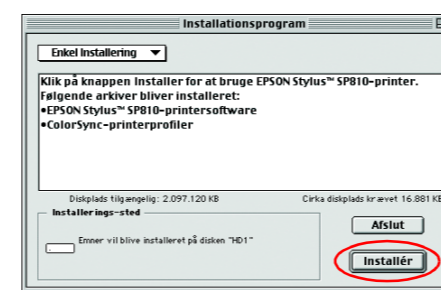 Installationsprogram
Enkel Installering
Klik på knappen Installer for at bruge EPSON Stylus™ SP810-printer.
Følgende arkiver bliver installeret:
•EPSON Stylus™ SP810-printersoftware
•ColorSync-printerprofiler
Diskplads tilgængelig: 2.097.120 KB Cirka diskplads krævet 16.881 KB
Installerings-sted
Emner vil blive installeret på disken "HD1"
Afslut
Installér